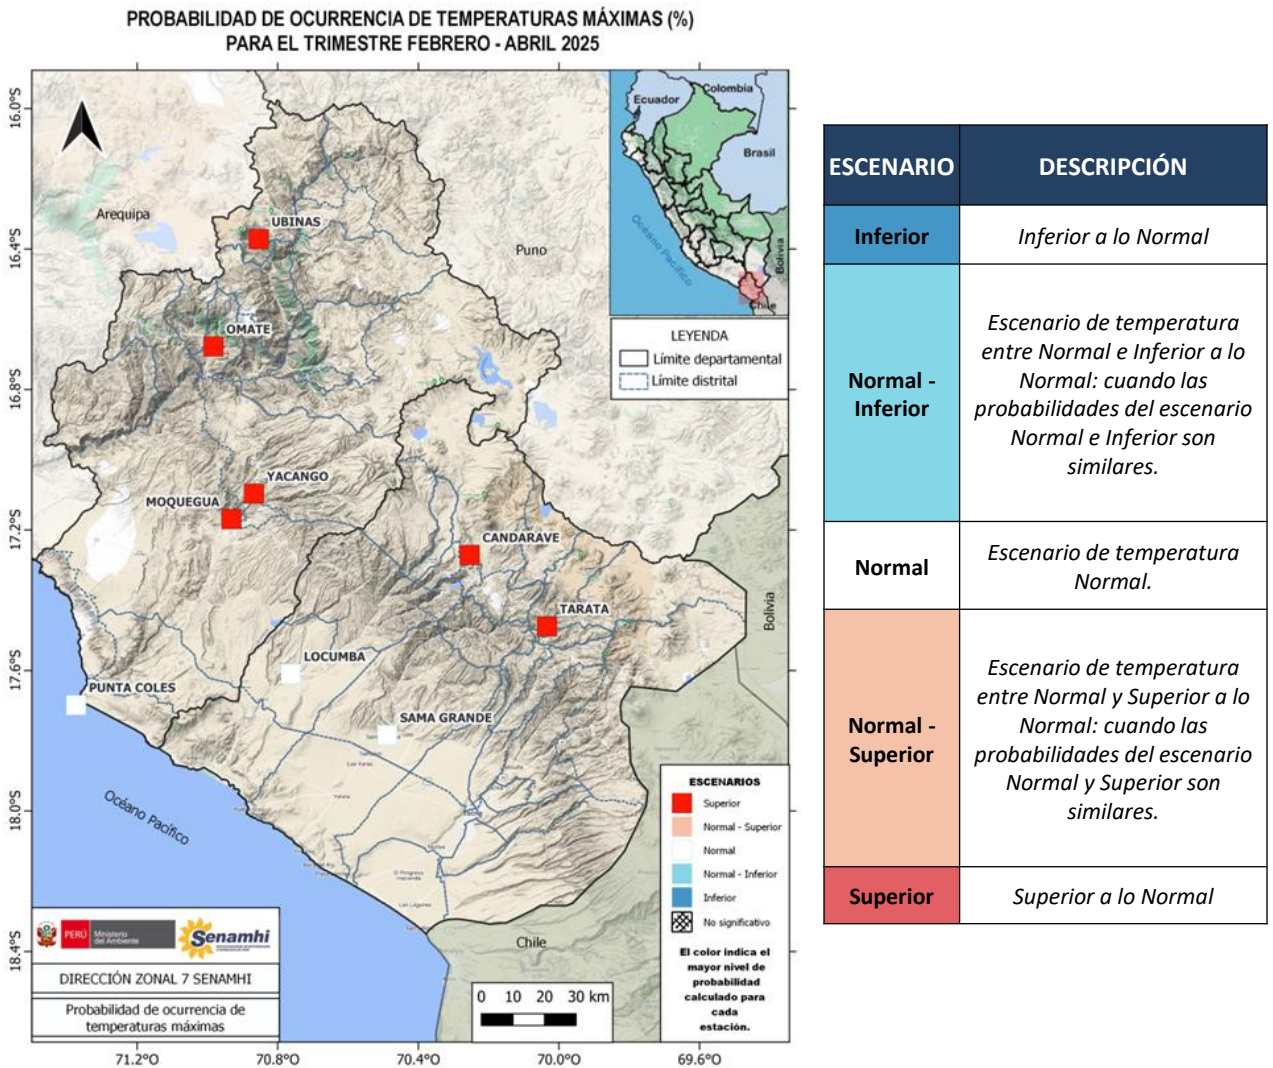 PROBABILIDAD DE OCURRENCIA DE TEMPERATURAS MÁXIMAS (%)
PARA EL TRIMESTRE FEBRERO - ABRIL 2025
16.0°S
16.4°S
16.8°S
17.2°S
17.6°S
18.0°S
18.4°S
Arequipa
UBINAS
Puno
OMATE
YACANGO
MOQUEGUA
CANDARAVE
TARATA
LOCUMBA
PUNTA COLES
SAMA GRANDE
Océano Pacífico
Bolivia
Chile
Ecuador
Colombia
Brasil
Océano Pacífico
Bolivia
Chile
LEYENDA
Límite departamental
Límite distrital
ESCENARIOS
Superior
Normal - Superior
Normal
Normal - Inferior
Inferior
No significativo
El color indica el
mayor nivel de
probabilidad
calculado para
cada
estación.
PERÚ
Ministerio
del Ambiente
Senamhi
DIRECCIÓN ZONAL 7 SENAMHI
Probabilidad de ocurrencia de
temperaturas máximas
0 10 20 30 km
71.2°O
70.8°O
70.4°O
70.0°O
69.6°O
ESCENARIO
DESCRIPCIÓN
Inferior
Inferior a lo Normal
Normal -
Inferior
Escenario de temperatura
entre Normal e Inferior a lo
Normal: cuando las
probabilidades del escenario
Normal e Inferior son
similares.
Normal
Escenario de temperatura
Normal.
Normal -
Superior
Escenario de temperatura
entre Normal y Superior a lo
Normal: cuando las
probabilidades del escenario
Normal y Superior son
similares.
Superior
Superior a lo Normal